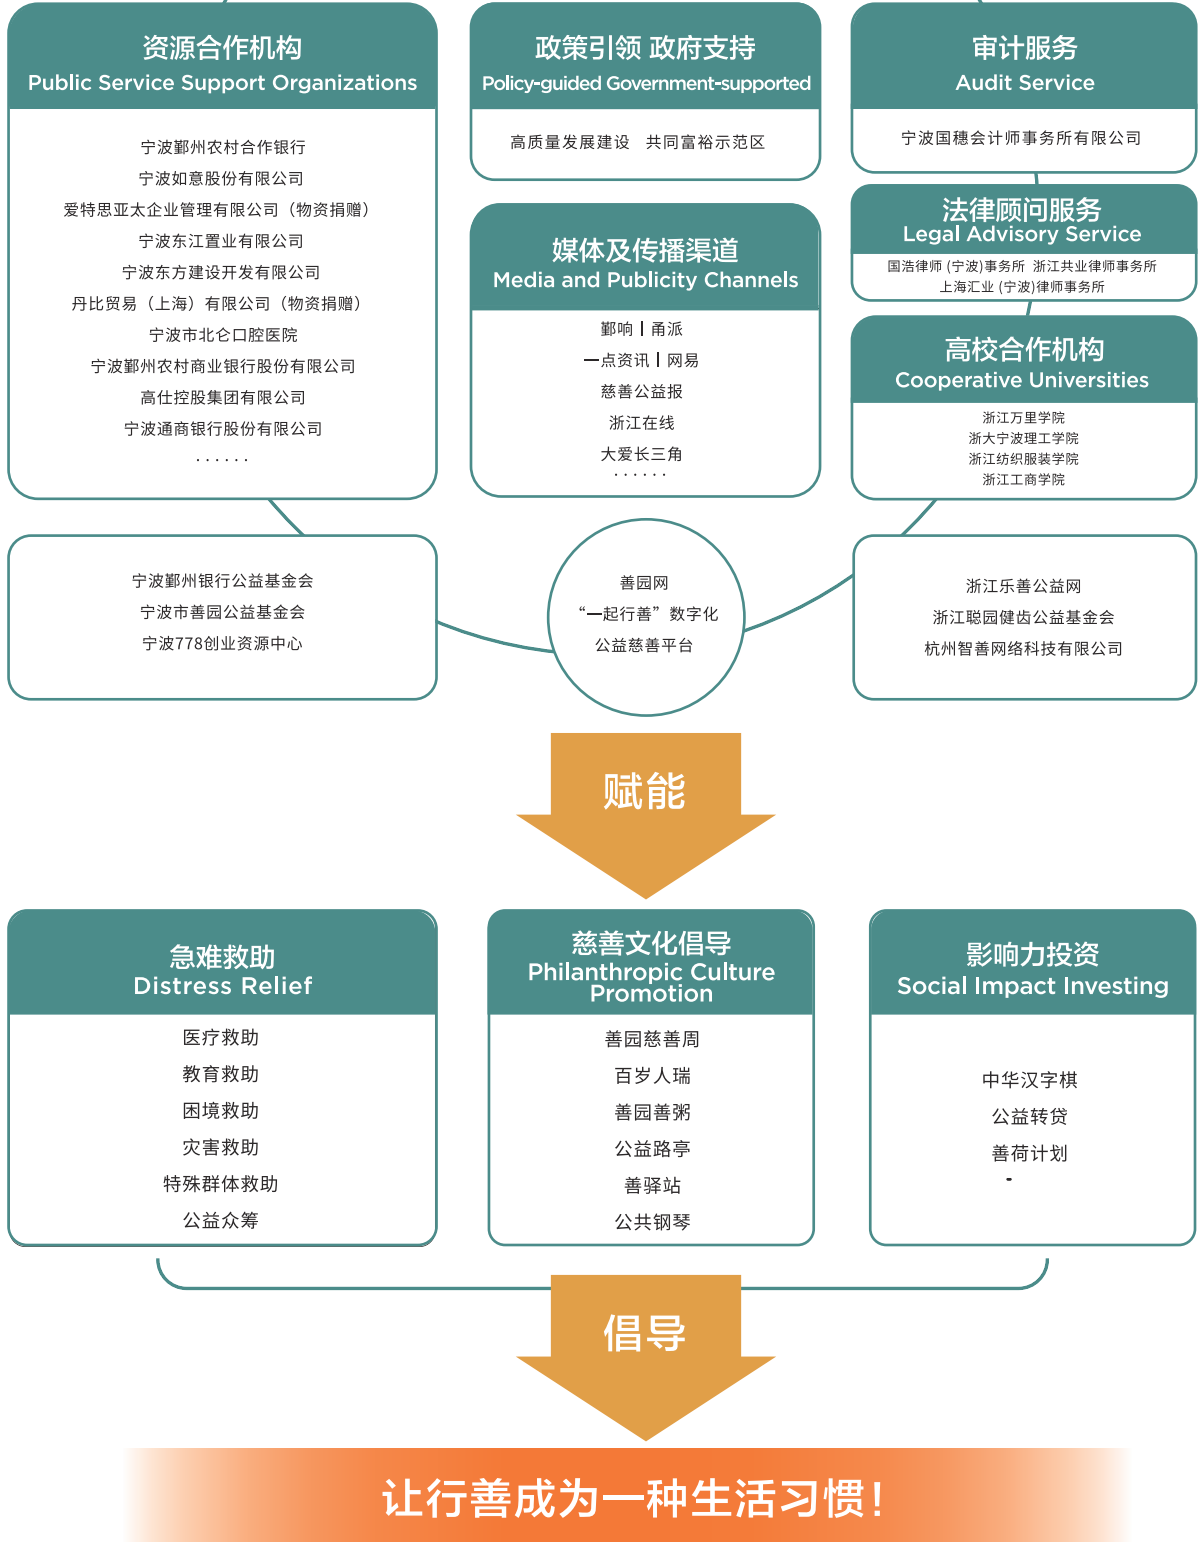 资源合作机构
Public Service Support Organizations
宁波鄞州农村合作银行
宁波如意股份有限公司
爱特思亚太企业管理有限公司（物资捐赠）
宁波东江置业有限公司
宁波东方建设开发有限公司
丹比贸易（上海）有限公司（物资捐赠）
宁波市北仑口腔医院
宁波鄞州农村商业银行股份有限公司
高仕控股集团有限公司
宁波通商银行股份有限公司
······
政策引领 政府支持
Policy-guided Government-supported
高质量发展建设 共同富裕示范区
媒体及传播渠道
Media and Publicity Channels
鄞响丨甬派
一点资讯丨网易
慈善公益报
浙江在线
大爱长三角
······
审计服务
Audit Service
宁波国穗会计师事务所有限公司
法律顾问服务
Legal Advisory Service
国浩律师 (宁波)事务所 浙江共业律师事务所
上海汇业 (宁波)律师事务所
高校合作机构
Cooperative Universities
浙江万里学院
浙大宁波理工学院
浙江纺织服装学院
浙江工商学院
宁波鄞州银行公益基金会
宁波市善园公益基金会
宁波778创业资源中心
善园网
“一起行善”数字化
公益慈善平台
浙江乐善公益网
浙江聪园健齿公益基金会
杭州智善网络科技有限公司
赋能
急难救助
Distress Relief
医疗救助
教育救助
困境救助
灾害救助
特殊群体救助
公益众筹
慈善文化倡导
Philanthropic Culture
Promotion
善园慈善周
百岁人瑞
善园善粥
公益路亭
善驿站
公共钢琴
影响力投资
Social Impact Investing
中华汉字棋
公益转贷
善荷计划
-
倡导
让行善成为一种生活习惯！